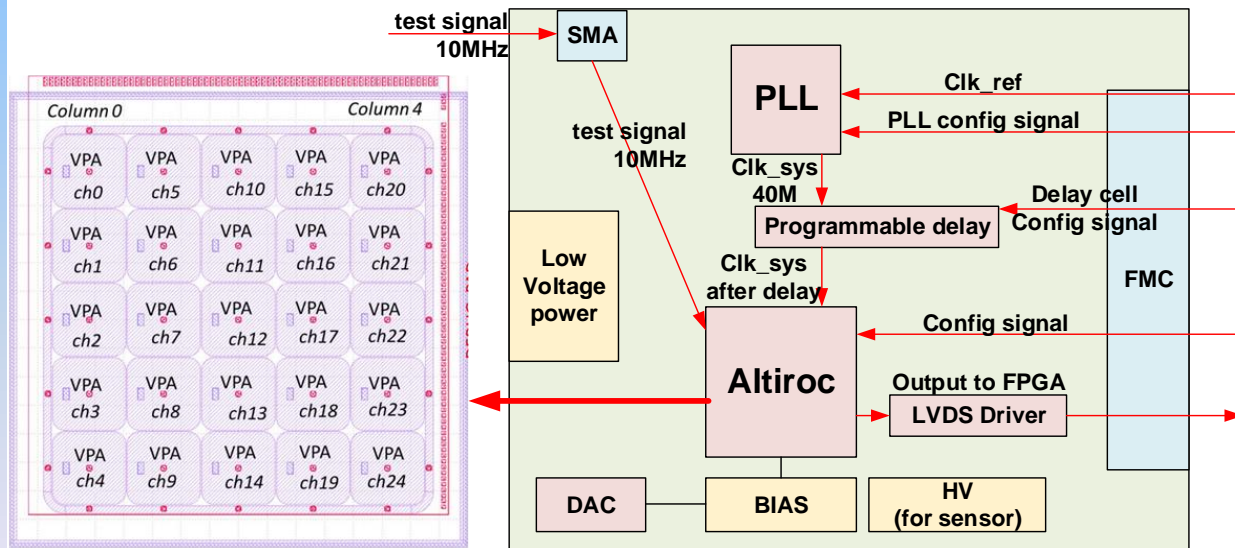 test signal
10MHz
SMA
Column 0
Column 4
VPA
ch0
VPA
ch5
VPA
ch10
VPA
ch15
VPA
ch20
VPA
ch1
VPA
ch6
VPA
ch11
VPA
ch16
VPA
ch21
VPA
ch2
VPA
ch7
VPA
ch12
VPA
ch17
VPA
ch22
VPA
ch3
VPA
ch8
VPA
ch13
VPA
ch18
VPA
ch23
VPA
ch4
VPA
ch9
VPA
ch14
VPA
ch19
VPA
ch24
test signal
10MHz
PLL
Clk_ref
PLL config signal
Clk_sys
40M
Delay cell
Config signal
Programmable delay
Low
Voltage
power
Clk_sys
after delay
FMC
Config signal
Altiroc
Output to FPGA
LVDS Driver
DAC
BIAS
HV
(for sensor)